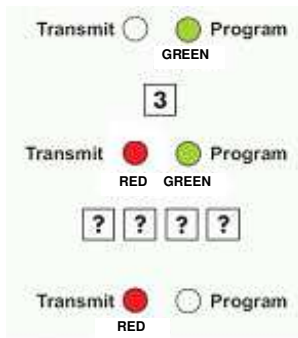 Transmit Program
GREEN
3
Transmit Program
RED GREEN
? ? ? ?
Transmit Program
RED